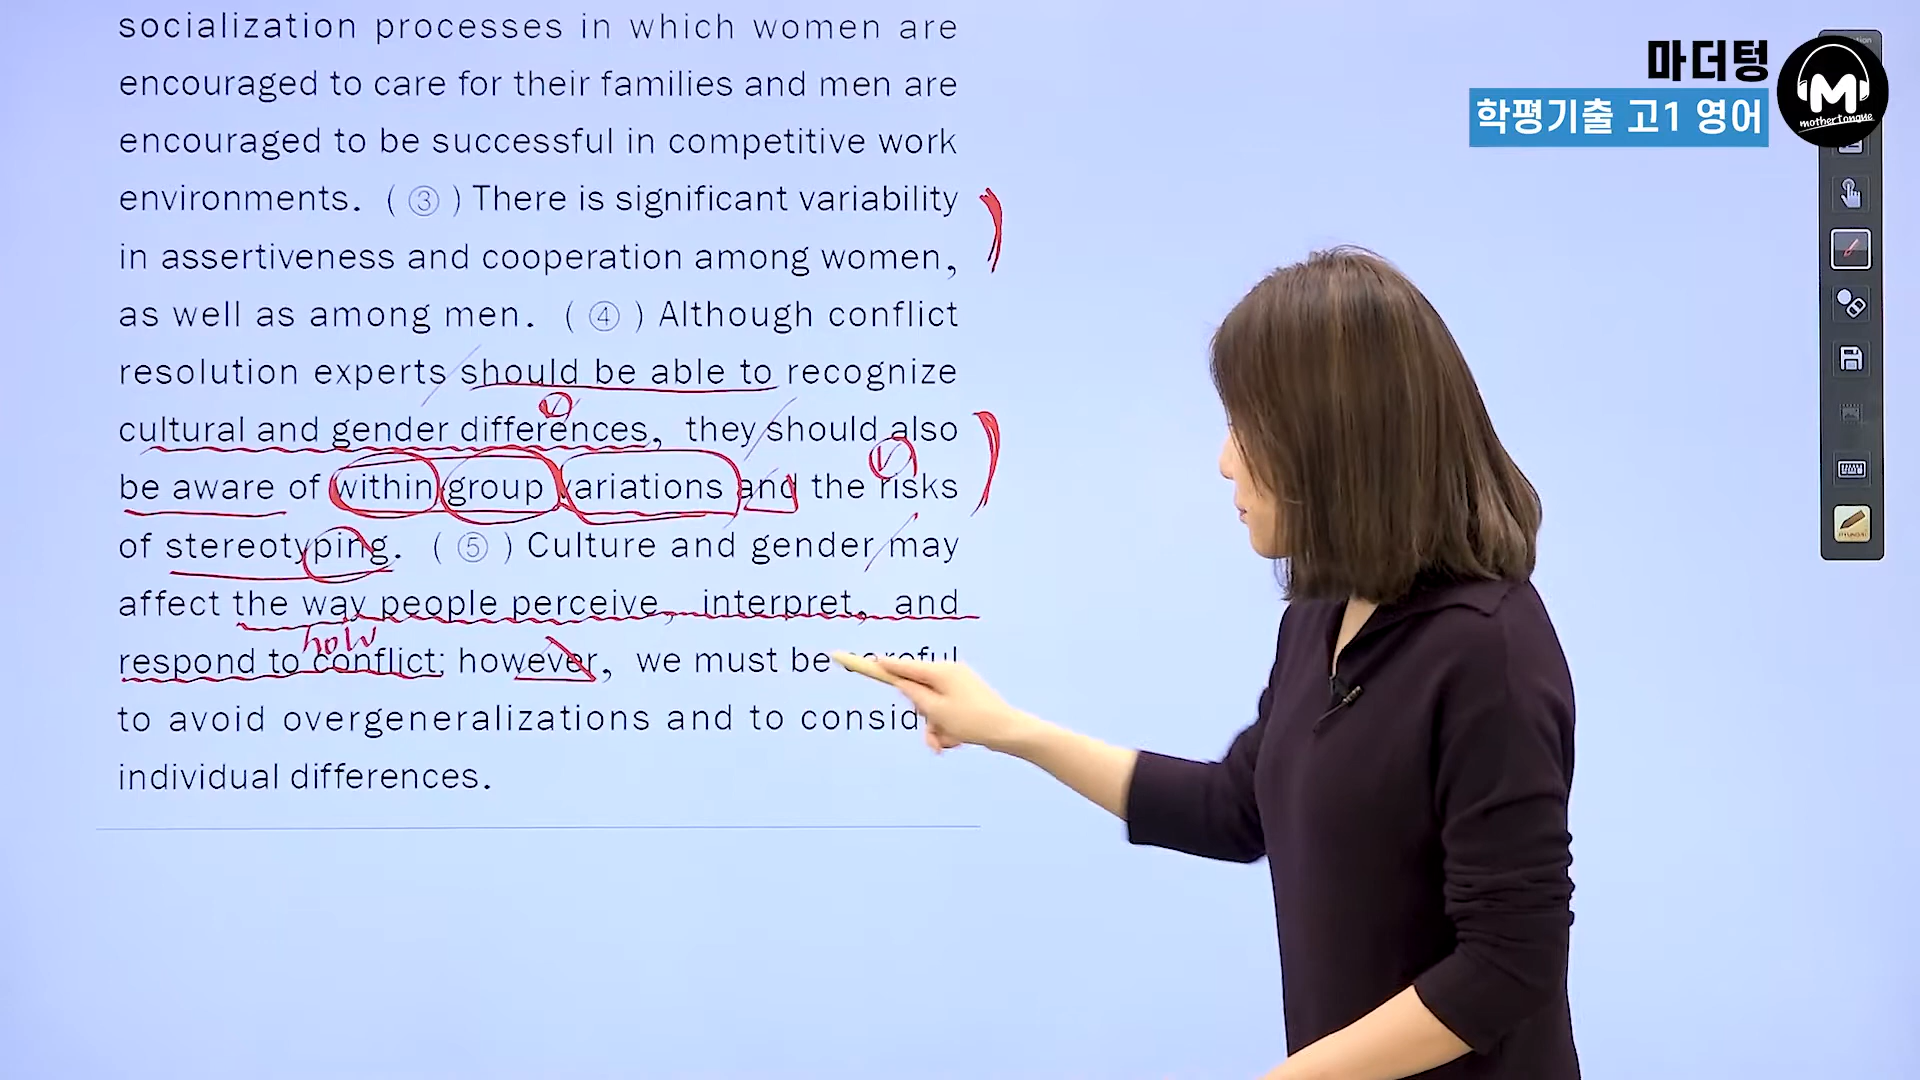 socialization processes in which women are
encouraged to care for their families and men are
encouraged to be successful in competitive work
environments. ( ③ ) There is significant variability
in assertiveness and cooperation among women,
as well as among men. ( ④ ) Although conflict
resolution experts should be able to recognize
cultural and gender differences, they should also
be aware of within group variations and the risks
of stereotyping. ( ⑤ ) Culture and gender may
affect the way people perceive, interpret, and
how
respond to conflict; however, we must be careful
to avoid overgeneralizations and to consider
individual differences.
마더텅
학평기출 고1 영어
M
mothertongue